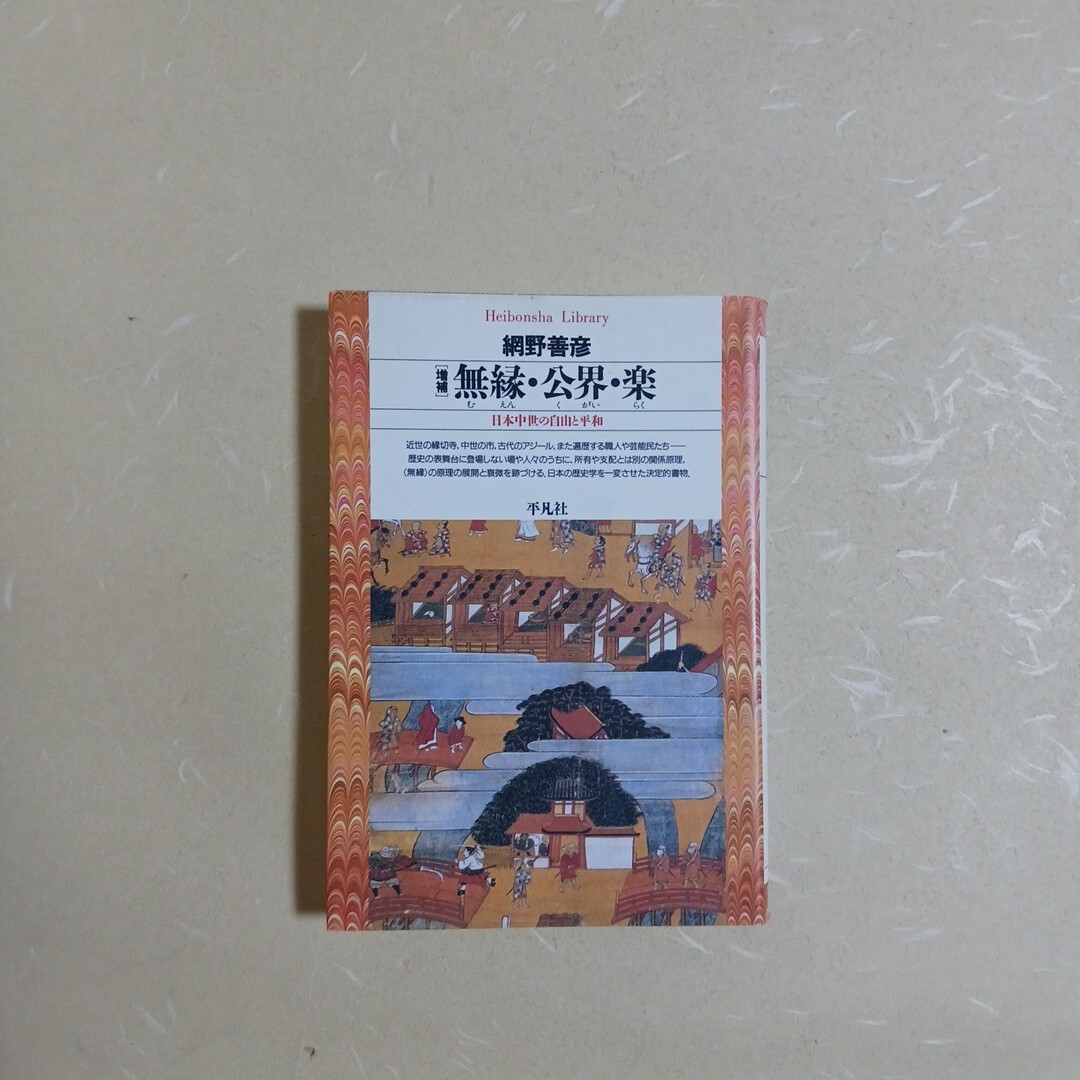 Heibonsha Library
網野善彦
[増補]無縁・公界・楽
むえん くがい らく
日本中世の自由と平和
近世の縁切寺，中世の市，古代のアジール，また遍歴する職人や芸能民たち——
歴史の表舞台に登場しない場や人々のうちに，所有や支配とは別の関係原理，
〈無縁〉の原理の展開と衰微を跡づける，日本の歴史学を一変させた決定的書物．
平凡社